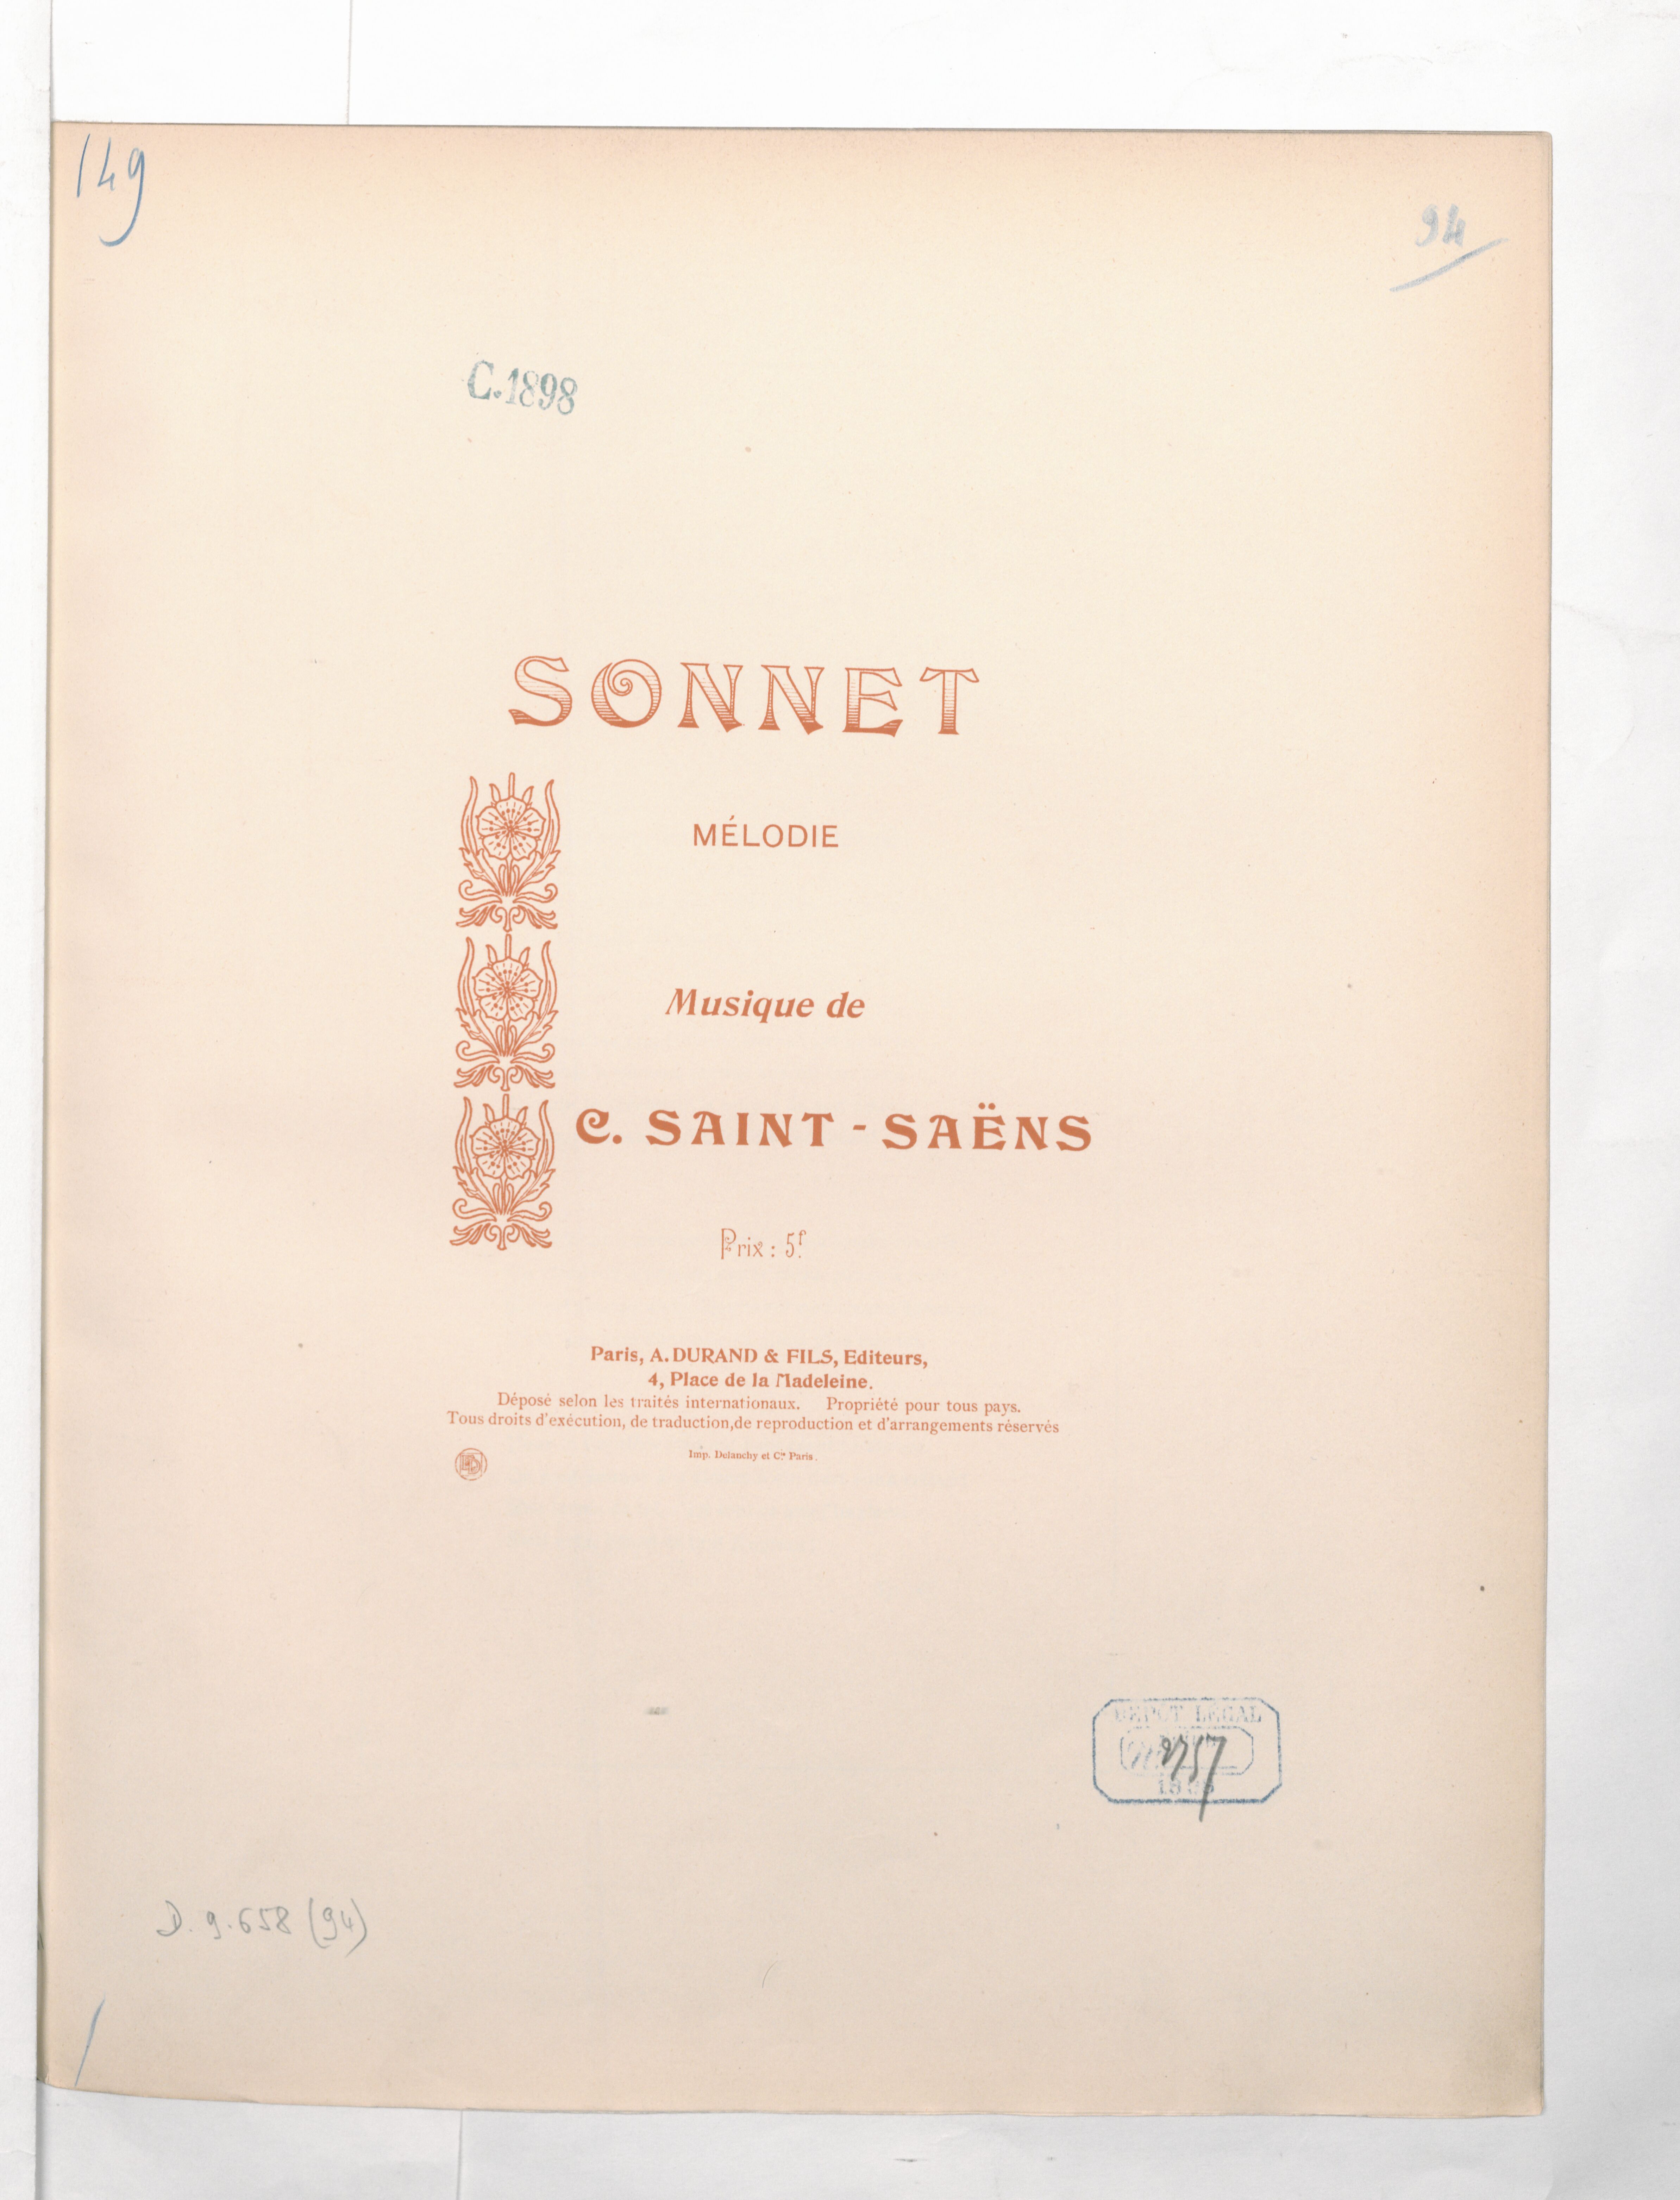 149
94
C.1898
SONNET
MÉLODIE
Musique de
C. SAINT-SAËNS
Prix : 5f.
Paris, A. DURAND & FILS, Editeurs,
4, Place de la Madeleine.
Déposé selon les traités internationaux. Propriété pour tous pays.
Tous droits d'exécution, de traduction, de reproduction et d'arrangements réservés
Imp. Delanchy et Cie Paris.
DÉPOT LÉGAL
D. 9.658 (94)